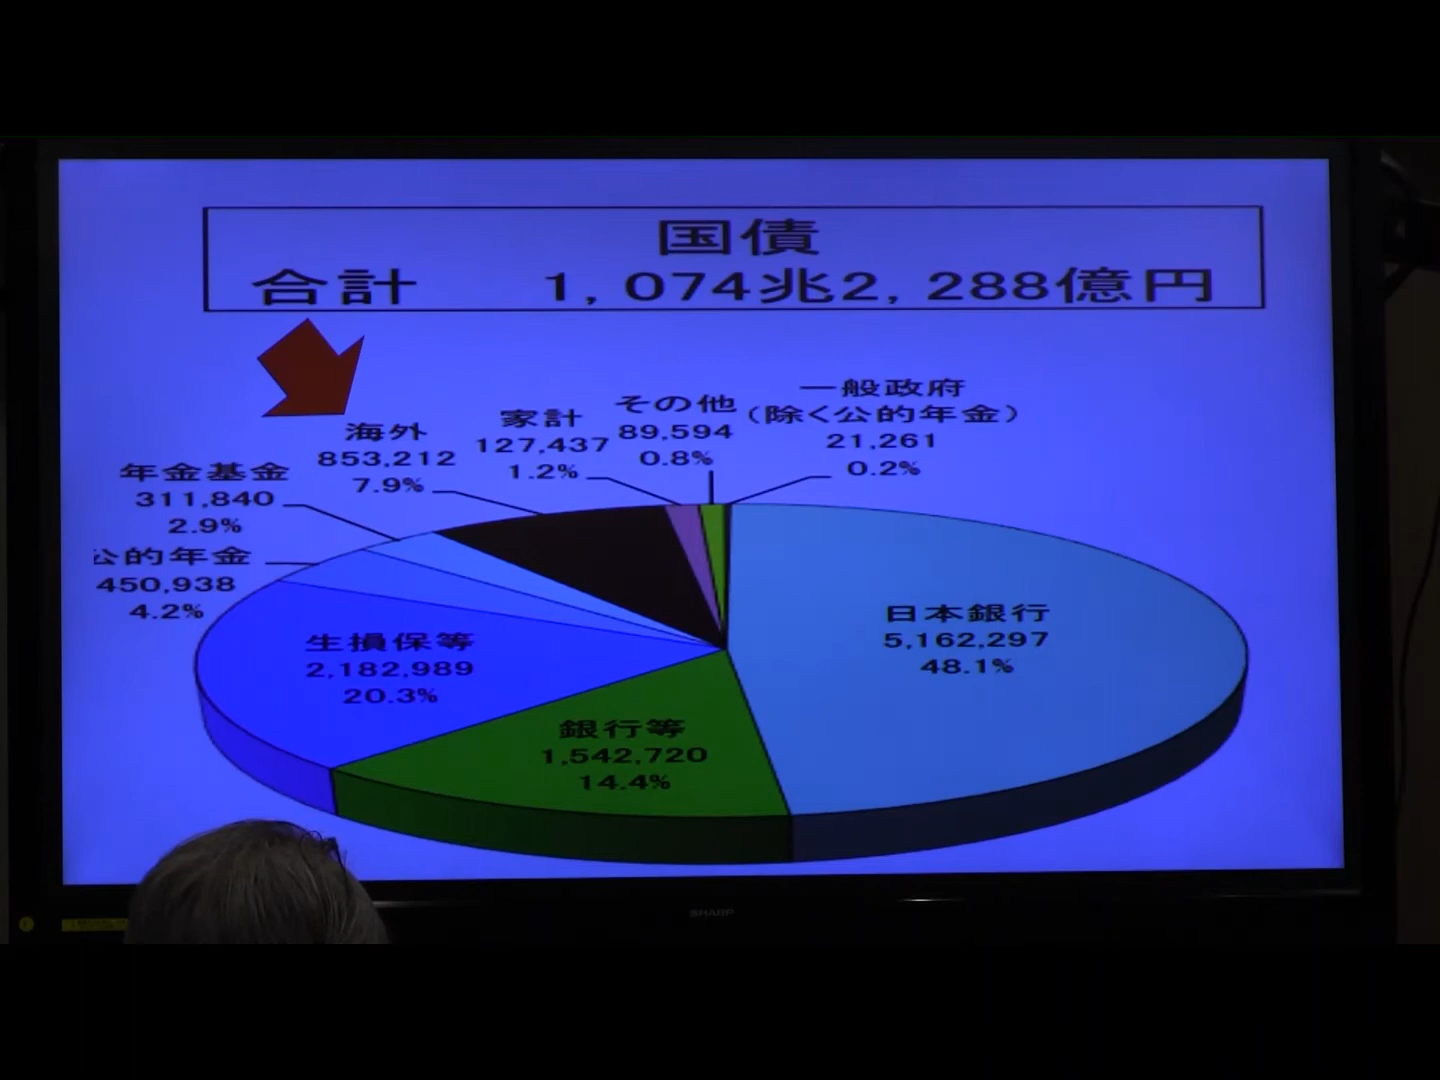 国債
合計 1,074兆2,288億円
一般政府
(除く公的年金)
21,261
0.2%
その他
89,594
0.8%
家計
127,437
1.2%
海外
853,212
7.9%
年金基金
311,840
2.9%
公的年金
450,938
4.2%
生損保等
2,182,989
20.3%
銀行等
1,542,720
14.4%
日本銀行
5,162,297
48.1%
SHARP